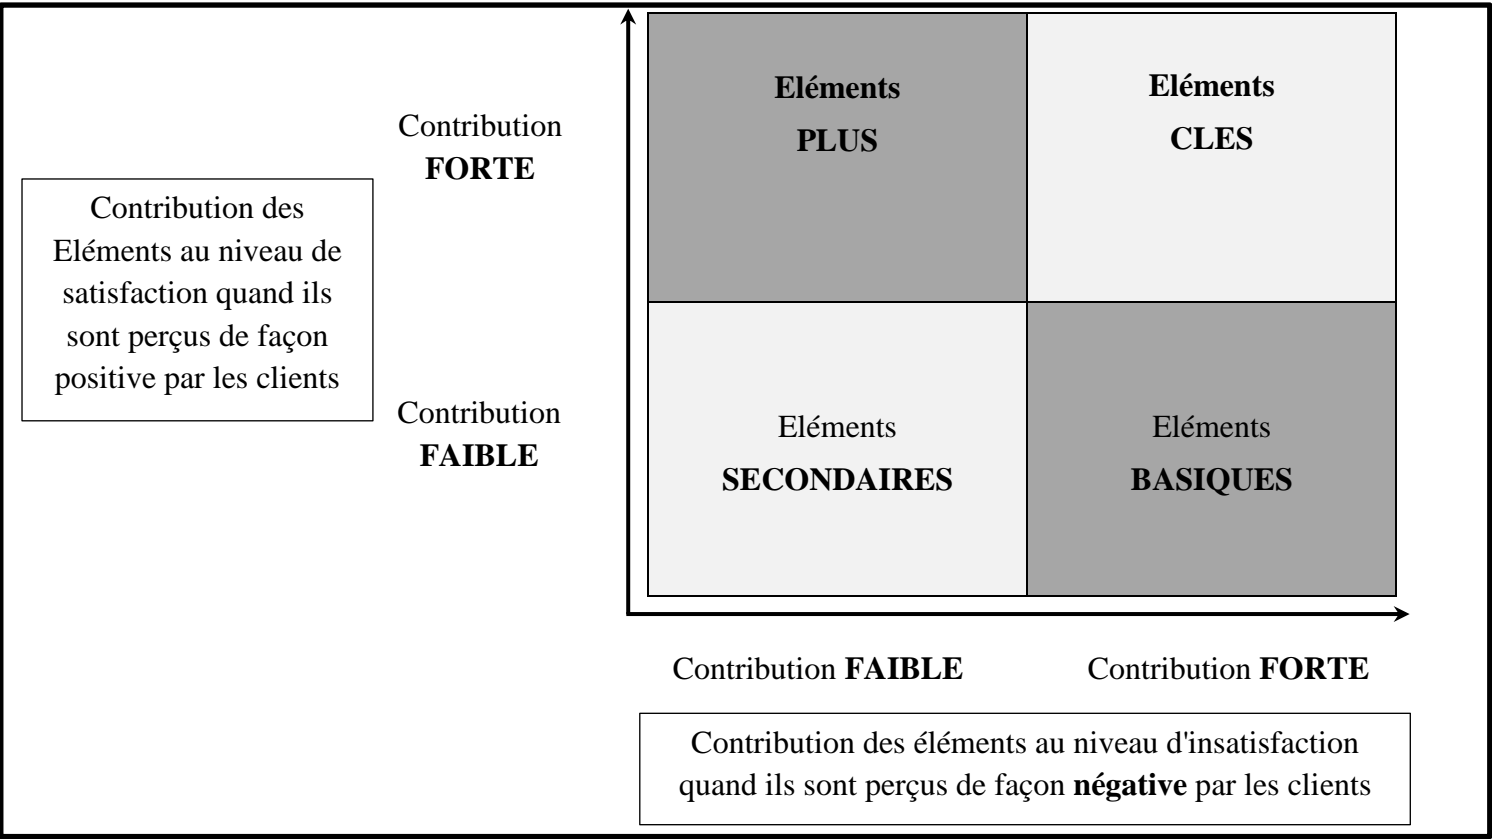 Eléments
PLUS
Eléments
CLES
Contribution
FORTE
Contribution des
Eléments au niveau de
satisfaction quand ils
sont perçus de façon
positive par les clients
Contribution
FAIBLE
Eléments
SECONDAIRES
Eléments
BASIQUES
Contribution FAIBLE
Contribution FORTE
Contribution des éléments au niveau d'insatisfaction
quand ils sont perçus de façon négative par les clients